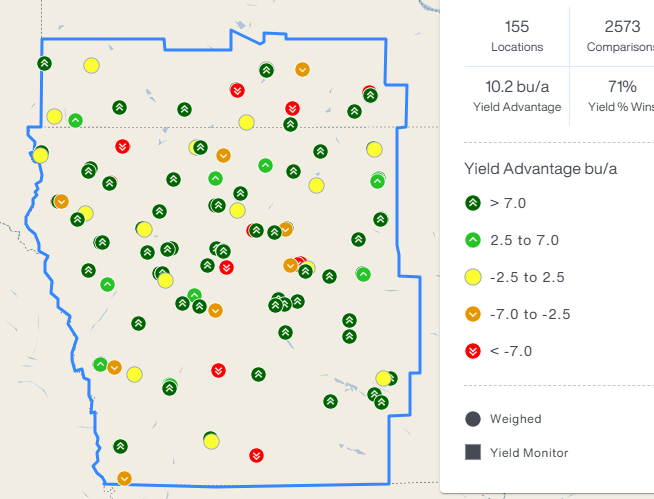 155
2573
Locations
Comparisons
10.2 bu/a
71%
Yield Advantage
Yield % Wins
Yield Advantage bu/a
> 7.0
2.5 to 7.0
-2.5 to 2.5
-7.0 to -2.5
< -7.0
Weighed
Yield Monitor